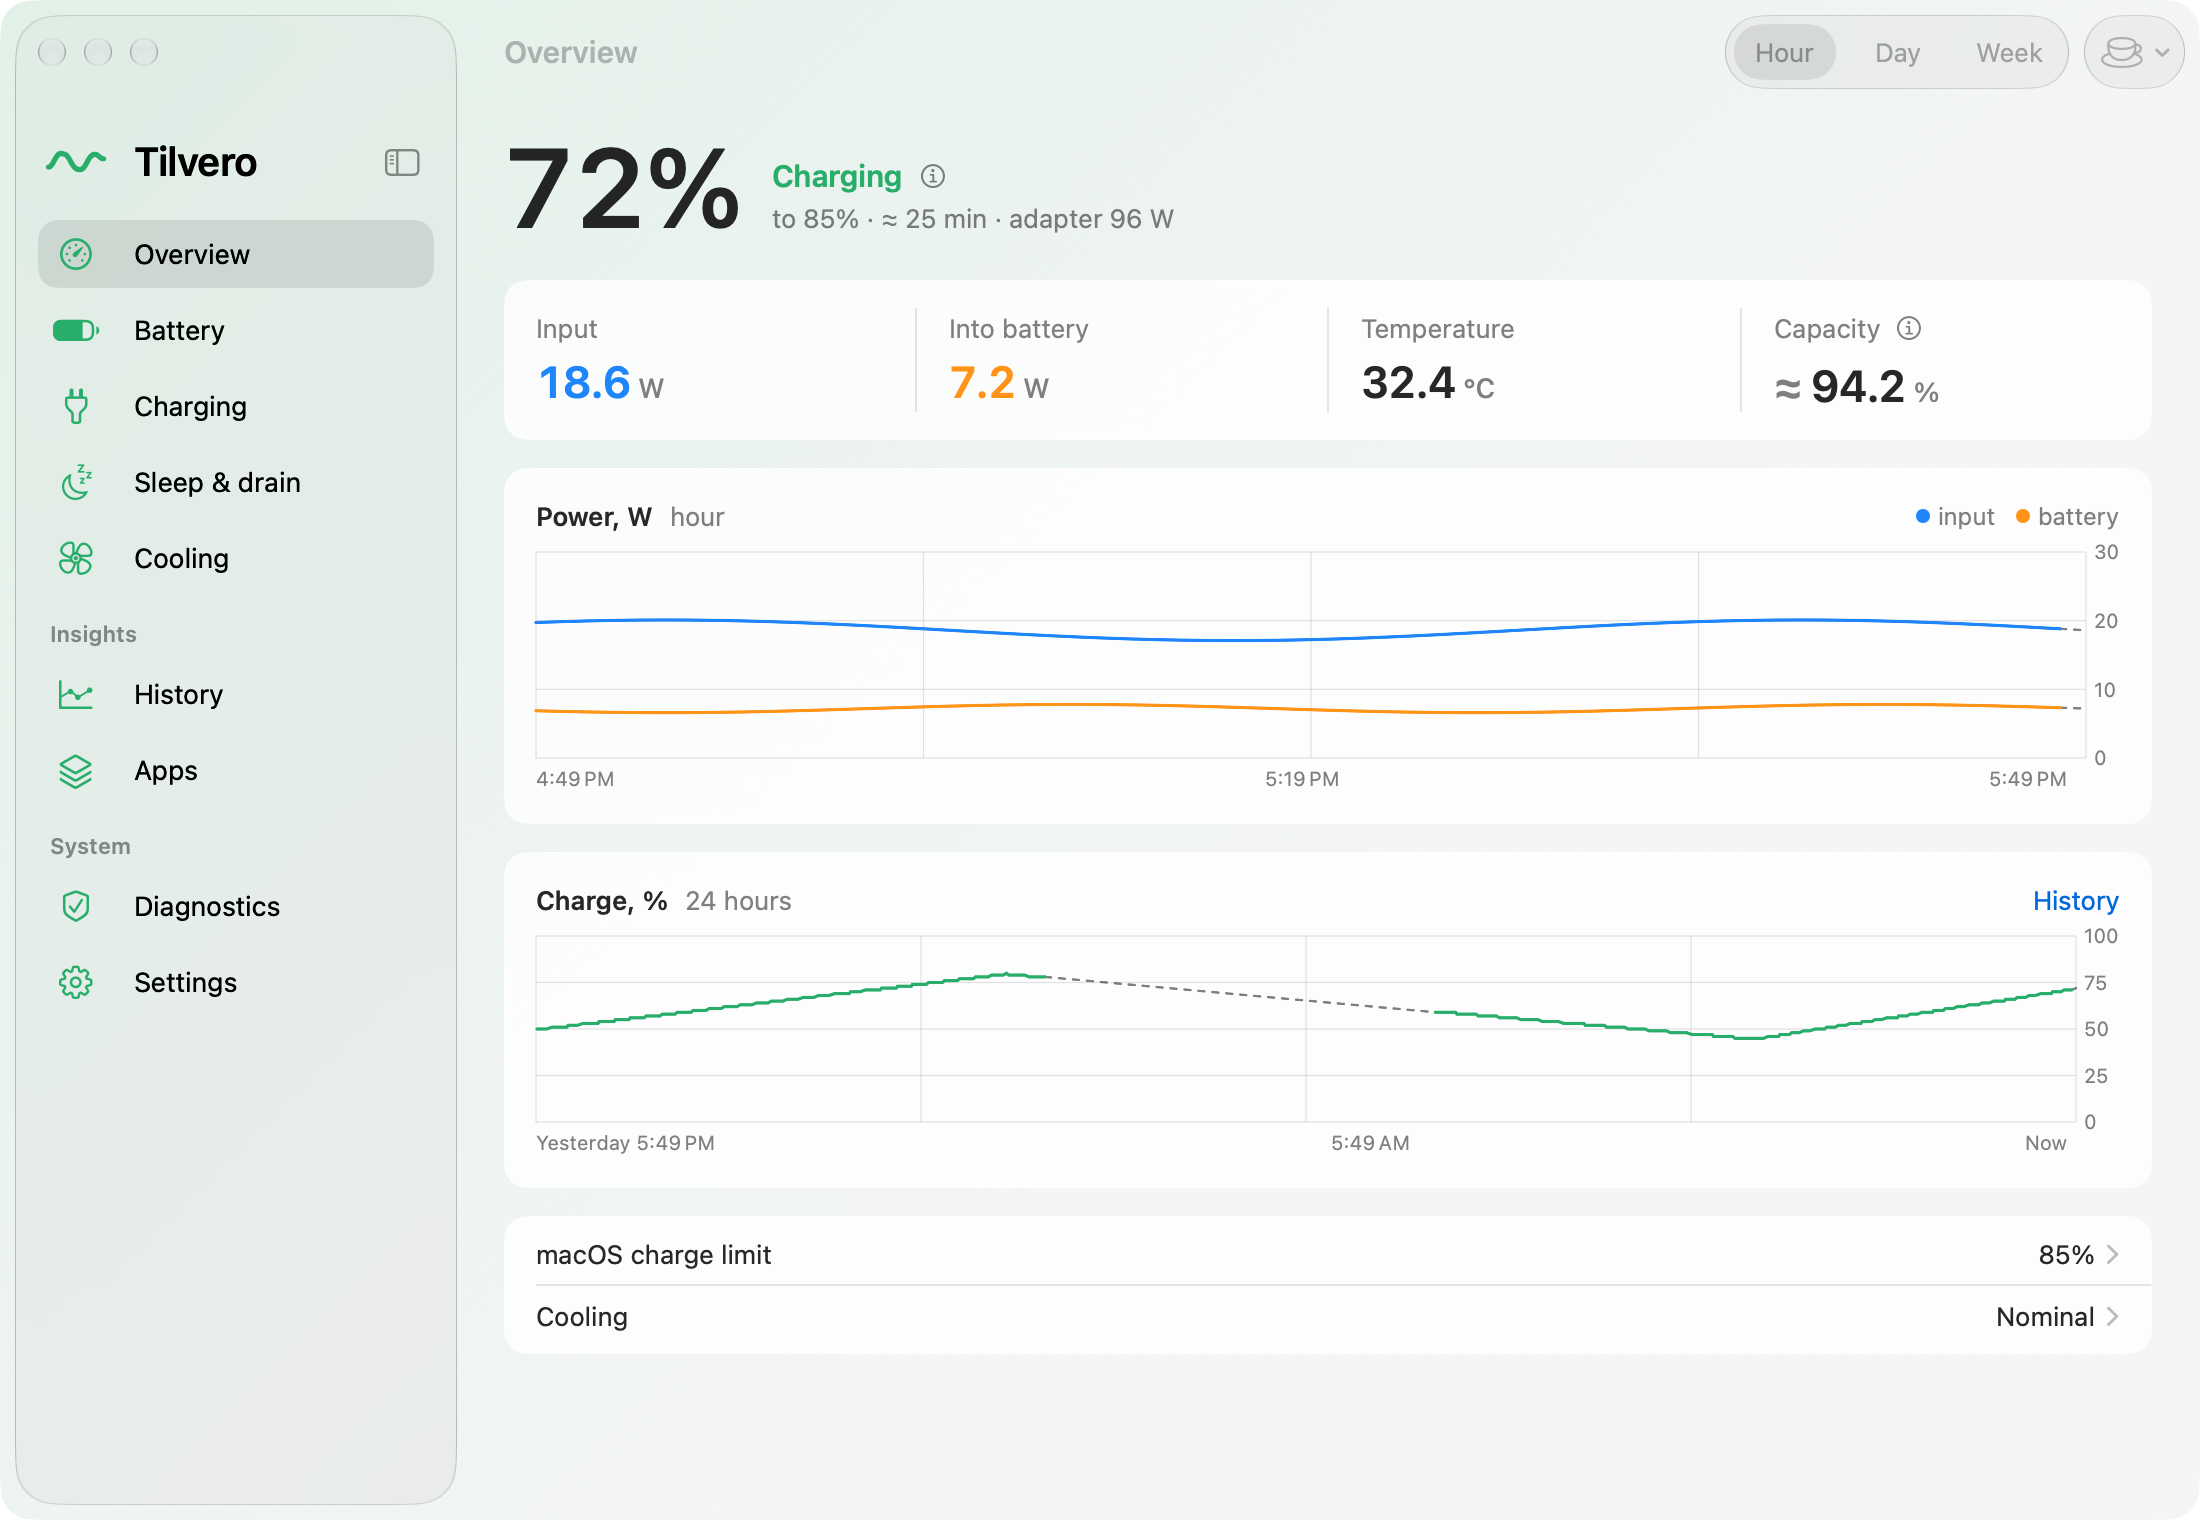 Overview
Hour Day Week
Tilvero
Overview
Battery
Charging
Sleep & drain
Cooling
Insights
History
Apps
System
Diagnostics
Settings
72%
Charging
to 85% · ≈ 25 min · adapter 96 W
Input
18.6 W
Into battery
7.2 W
Temperature
32.4 °C
Capacity
≈ 94.2 %
Power, W hour
input battery
30
20
10
0
4:49 PM 5:19 PM 5:49 PM
Charge, % 24 hours
History
100
75
50
25
0
Yesterday 5:49 PM 5:49 AM Now
macOS charge limit 85%
Cooling Nominal